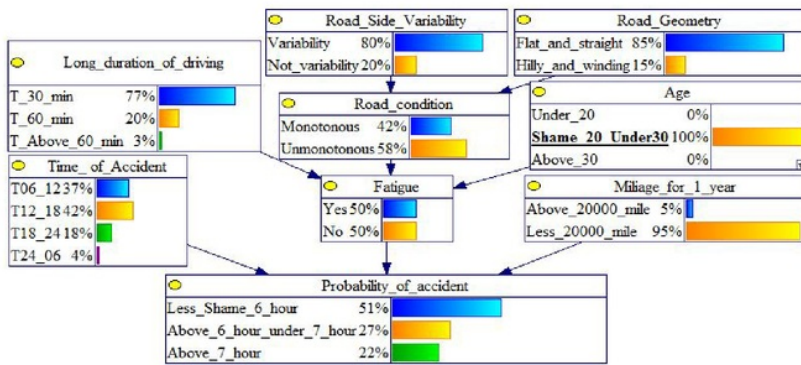 Road_Side_Variability
Variability 80%
Not_variability 20%
Road_Geometry
Flat_and_straight 85%
Hilly_and_winding 15%
Long_duration_of_driving
T_30_min 77%
T_60_min 20%
T_Above_60_min 3%
Road_condition
Monotonous 42%
Unmonotonous 58%
Age
Under_20 0%
Shame_20_Under30 100%
Above_30 0%
Time_ of_Accident
T06_12 37%
T12_18 42%
T18_24 18%
T24_06 4%
Fatigue
Yes 50%
No 50%
Miliage_for_1_year
Above_20000_mile 5%
Less_20000_mile 95%
Probability_of_accident
Less_Shame_6_hour 51%
Above_6_hour_under_7_hour 27%
Above_7_hour 22%